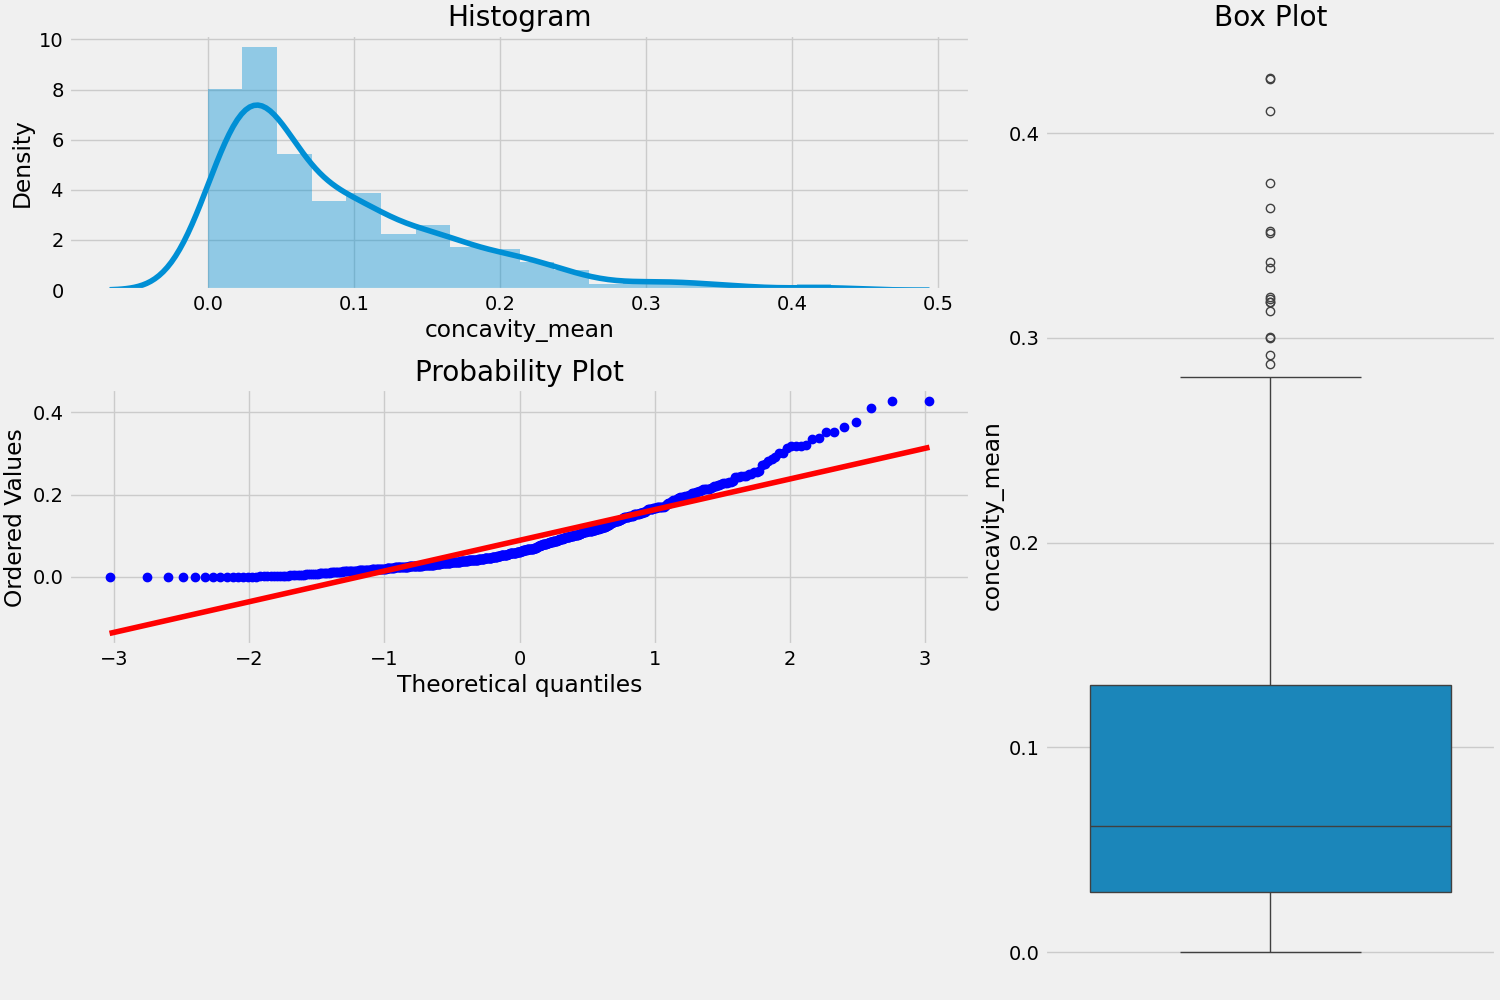 Histogram
Density
10
8
6
4
2
0
0.0 0.1 0.2 0.3 0.4 0.5
concavity_mean
Probability Plot
Ordered Values
0.4
0.2
0.0
−3 −2 −1 0 1 2 3
Theoretical quantiles
Box Plot
concavity_mean
0.4
0.3
0.2
0.1
0.0